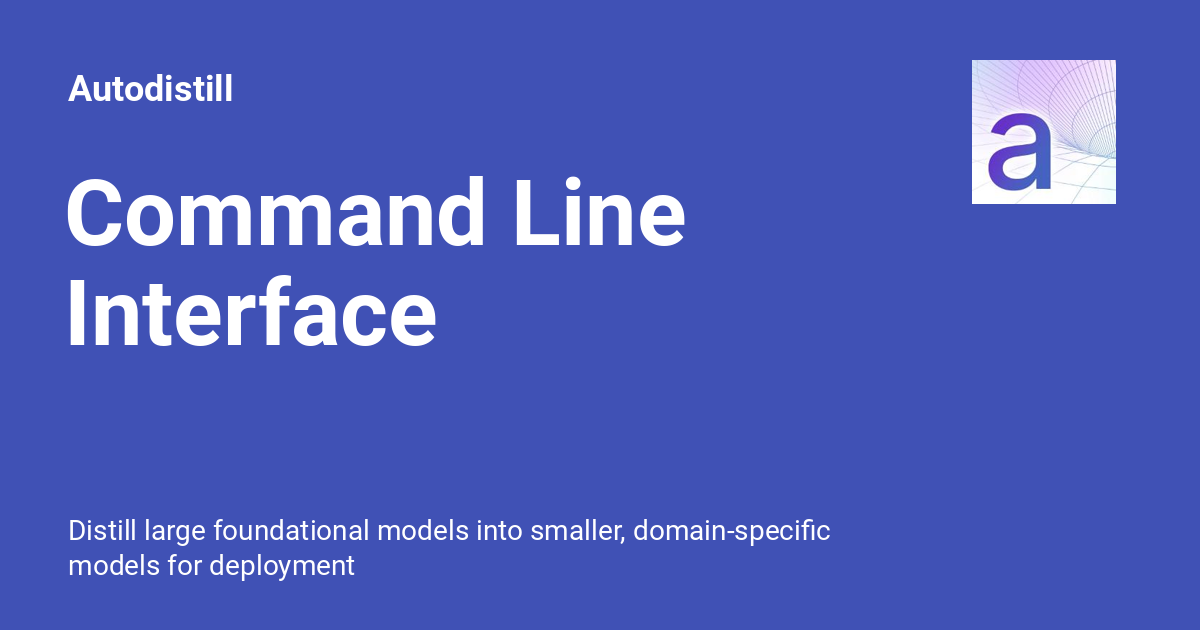 Autodistill
a
Command Line
Interface
Distill large foundational models into smaller, domain-specific
models for deployment